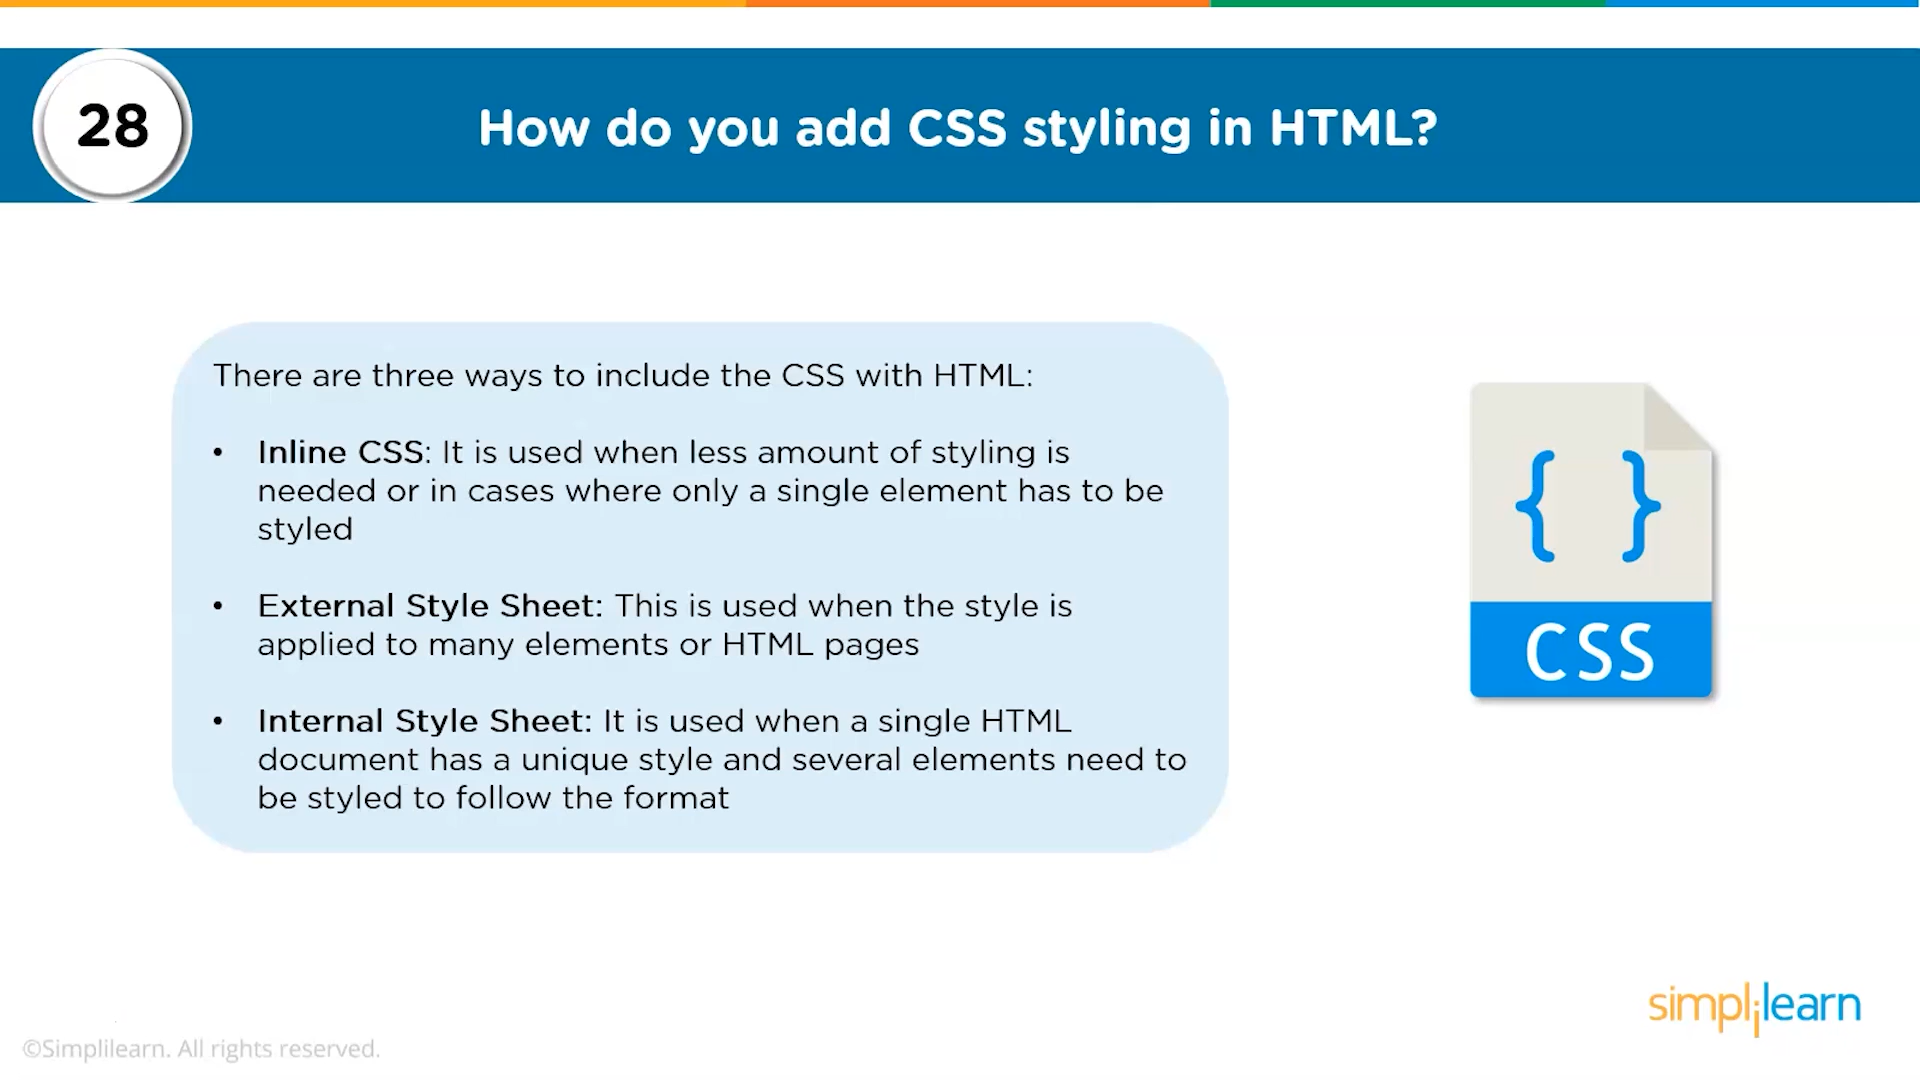 28
How do you add CSS styling in HTML?
There are three ways to include the CSS with HTML:
• Inline CSS: It is used when less amount of styling is
needed or in cases where only a single element has to be
styled
• External Style Sheet: This is used when the style is
applied to many elements or HTML pages
• Internal Style Sheet: It is used when a single HTML
document has a unique style and several elements need to
be styled to follow the format
{ }
CSS
simplilearn
©Simplilearn. All rights reserved.